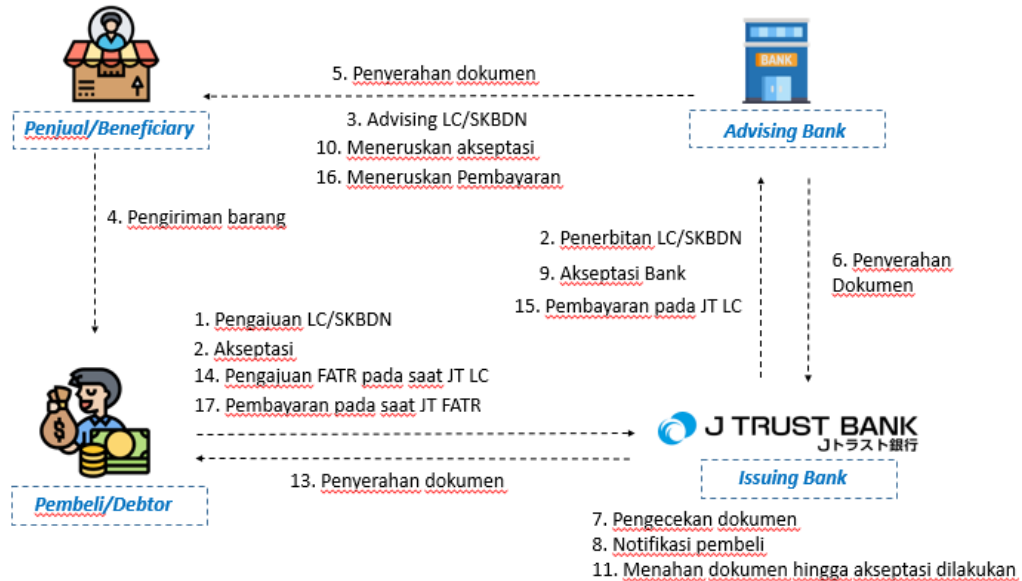 BANK
5. Penyerahan dokumen
Penjual/Beneficiary
Advising Bank
3. Advising LC/SKBDN
10. Meneruskan akseptasi
16. Meneruskan Pembayaran
4. Pengiriman barang
2. Penerbitan LC/SKBDN
9. Akseptasi Bank
15. Pembayaran pada JT LC
6. Penyerahan
Dokumen
1. Pengajuan LC/SKBDN
2. Akseptasi
14. Pengajuan FATR pada saat JT LC
17. Pembayaran pada saat JT FATR
J TRUST BANK
Jトラスト銀行
13. Penyerahan dokumen
Issuing Bank
Pembeli/Debtor
7. Pengecekan dokumen
8. Notifikasi pembeli
11. Menahan dokumen hingga akseptasi dilakukan